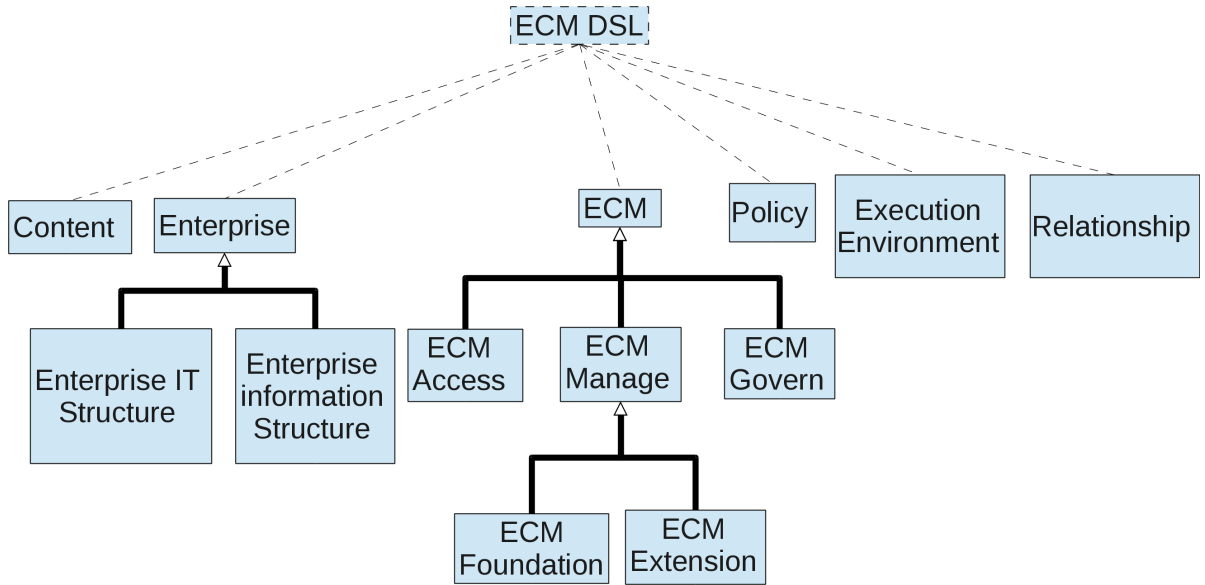 ECM DSL
Content
Enterprise
ECM
Policy
Execution
Environment
Relationship
Enterprise IT
Structure
Enterprise
information
Structure
ECM
Access
ECM
Manage
ECM
Govern
ECM
Foundation
ECM
Extension